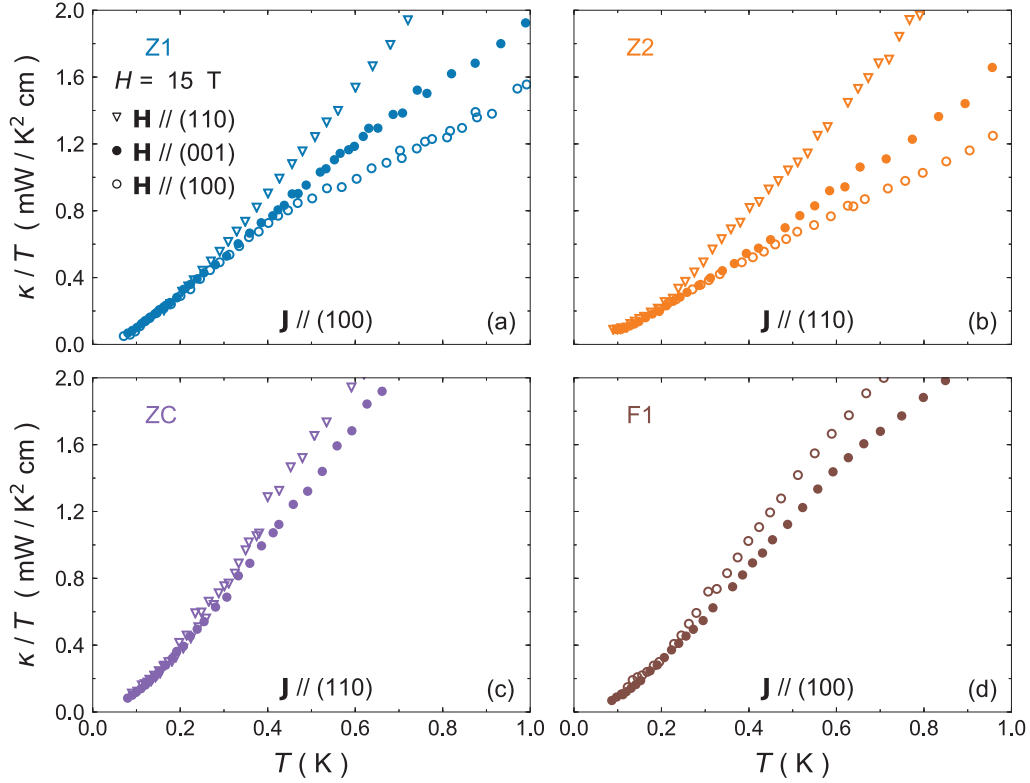 2.0
1.6
1.2
0.8
0.4
0.0
κ / T ( mW / K² cm)
Z1
H = 15 T
▽ H // (110)
● H // (001)
○ H // (100)
J // (100)
(a)
Z2
J // (110)
(b)
2.0
1.6
1.2
0.8
0.4
0.0
κ / T ( mW / K² cm)
ZC
J // (110)
(c)
0.0 0.2 0.4 0.6 0.8 1.0
T ( K )
F1
J // (100)
(d)
0.0 0.2 0.4 0.6 0.8 1.0
T ( K )